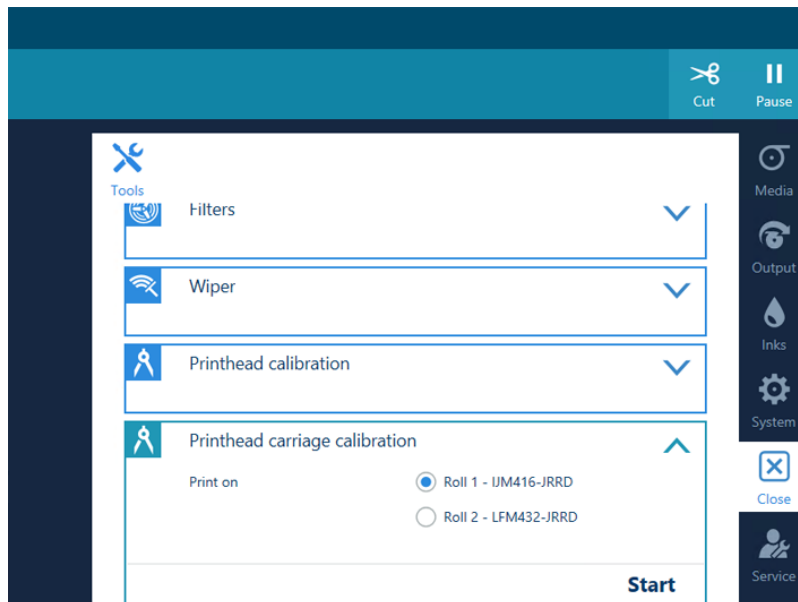 Cut
Pause
Tools
Filters
Wiper
Printhead calibration
Printhead carriage calibration
Print on
Roll 1 - IJM416-JRRD
Roll 2 - LFM432-JRRD
Start
Media
Output
Inks
System
Close
Service